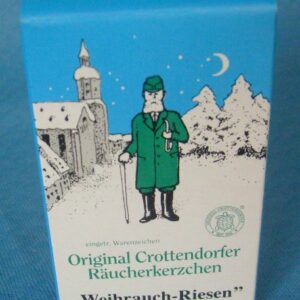 eingetr. Warenzeichen
Original Crottendorfer
Räucherkerzchen
Weihrauch-Riesen”